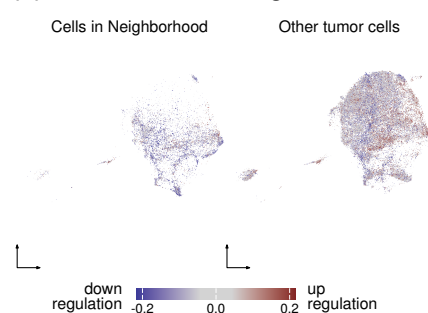 Cells in Neighborhood
Other tumor cells
down
regulation
-0.2
0.0
0.2
up
regulation